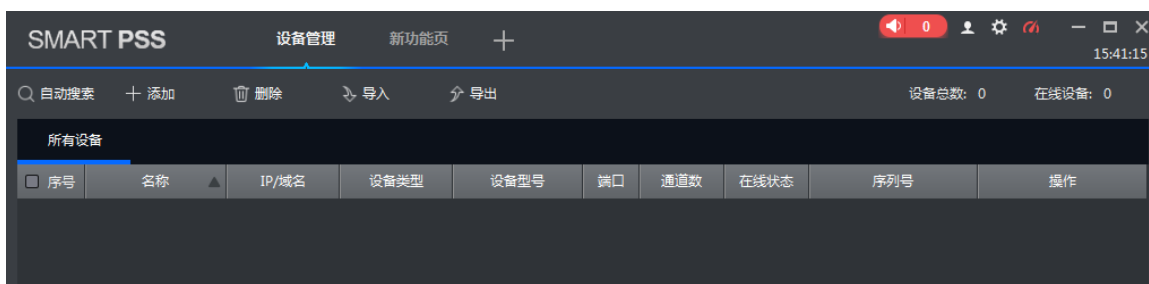 SMART PSS 设备管理 新功能页 0
15:41:15
自动搜索 添加 删除 导入 导出 设备总数: 0 在线设备: 0
所有设备
序号 名称 IP/域名 设备类型 设备型号 端口 通道数 在线状态 序列号 操作